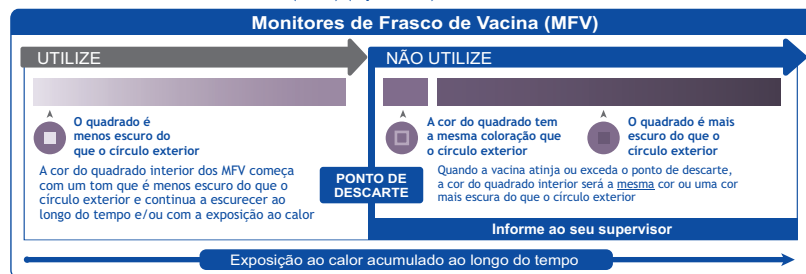 Monitores de Frasco de Vacina (MFV)
UTILIZE
O quadrado é
menos escuro do
que o círculo exterior
A cor do quadrado interior dos MFV começa
com um tom que é menos escuro do que o
círculo exterior e continua a escurecer ao
longo do tempo e/ou com a exposição ao calor
PONTO DE
DESCARTE
NÃO UTILIZE
A cor do quadrado tem
a mesma coloração que
o círculo exterior
O quadrado é mais
escuro do que o
círculo exterior
Quando a vacina atinja ou exceda o ponto de descarte,
a cor do quadrado interior será a mesma cor ou uma cor
mais escura do que o círculo exterior
Informe ao seu supervisor
Exposição ao calor acumulado ao longo do tempo